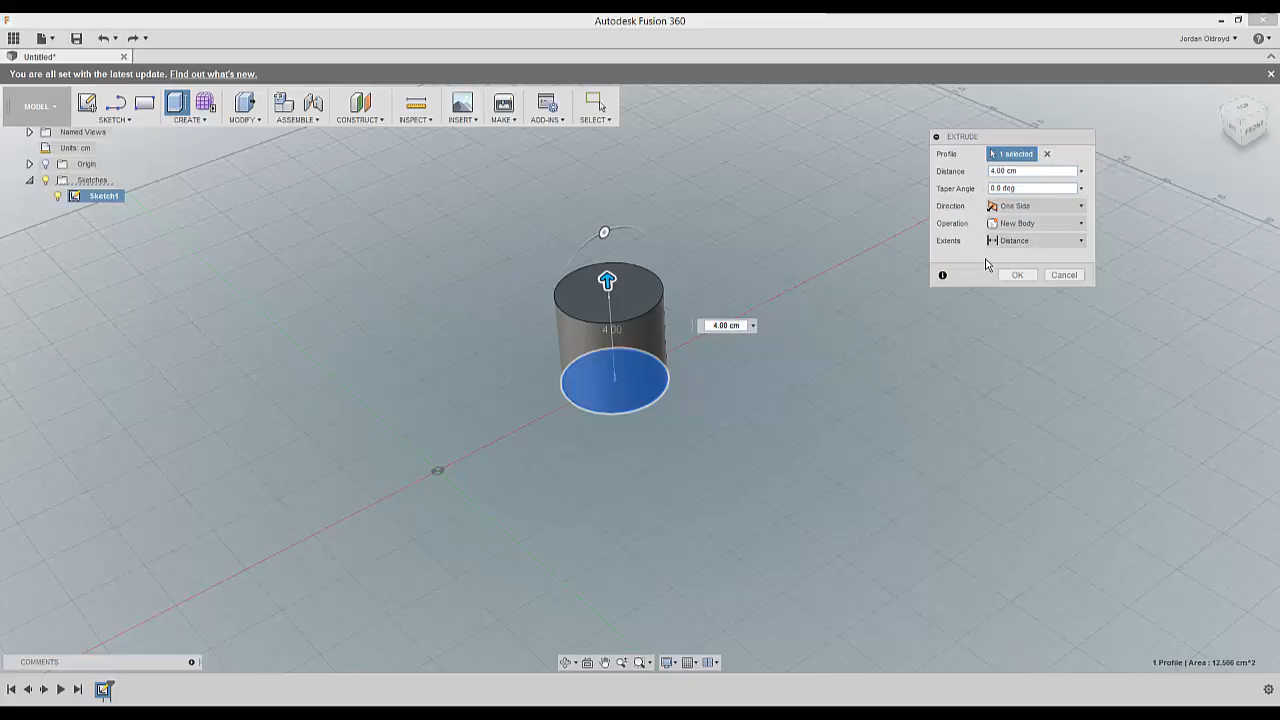 Autodesk Fusion 360
Jordan Oldroyd
Untitled*
You are all set with the latest update. Find out what's new.
MODEL
SKETCH
CREATE
MODIFY
ASSEMBLE
CONSTRUCT
INSPECT
INSERT
MAKE
ADD-INS
SELECT
Named Views
Units: cm
Origin
Sketches
Sketch1
FRONT
EXTRUDE
Profile 1 selected
Distance 4.00 cm
Taper Angle 0.0 deg
Direction One Side
Operation New Body
Extents Distance
OK Cancel
4.00
4.00 cm
COMMENTS
1 Profile | Area : 12.566 cm^2